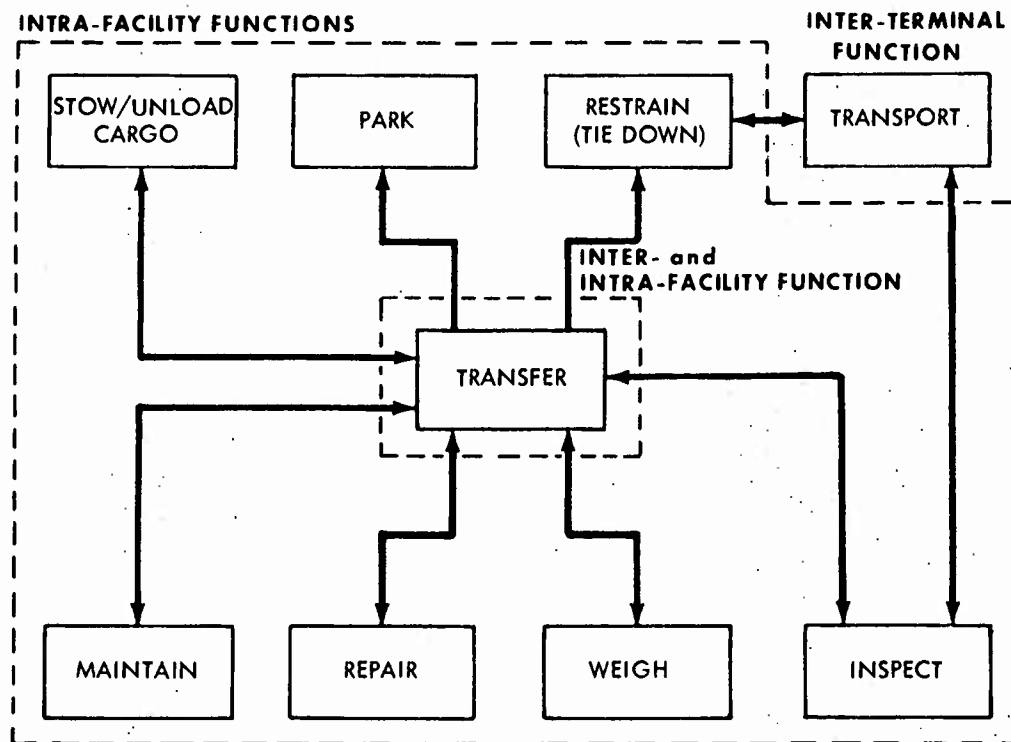 INTRA-FACILITY FUNCTIONS
INTER-TERMINAL
FUNCTION
STOW/UNLOAD
CARGO
PARK
RESTRAIN
(TIE DOWN)
TRANSPORT
INTER- and
INTRA-FACILITY FUNCTION
TRANSFER
MAINTAIN
REPAIR
WEIGH
INSPECT